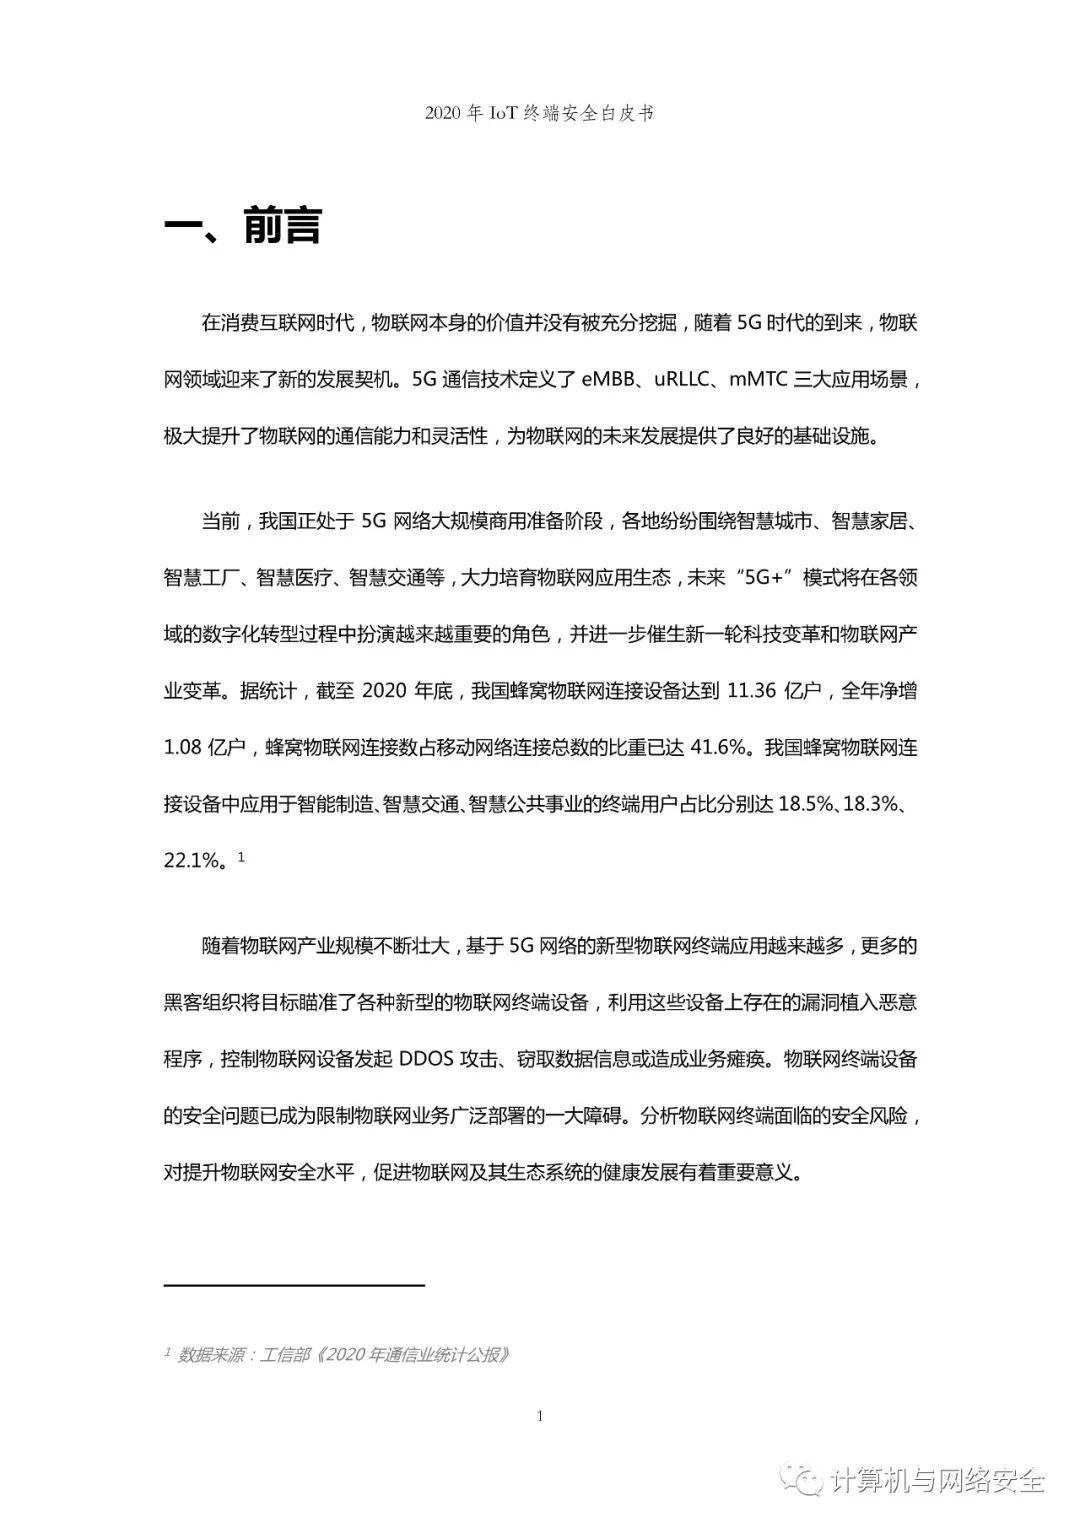 2020 年 IoT 终端安全白皮书
一、前言
在消费互联网时代，物联网本身的价值并没有被充分挖掘，随着 5G 时代的到来，物联
网领域迎来了新的发展契机。5G 通信技术定义了 eMBB、uRLLC、mMTC 三大应用场景，
极大提升了物联网的通信能力和灵活性，为物联网的未来发展提供了良好的基础设施。
当前，我国正处于 5G 网络大规模商用准备阶段，各地纷纷围绕智慧城市、智慧家居、
智慧工厂、智慧医疗、智慧交通等，大力培育物联网应用生态，未来“5G+”模式将在各领
域的数字化转型过程中扮演越来越重要的角色，并进一步催生新一轮科技变革和物联网产
业变革。据统计，截至 2020 年底，我国蜂窝物联网连接设备达到 11.36 亿户，全年净增
1.08 亿户，蜂窝物联网连接数占移动网络连接总数的比重已达 41.6%。我国蜂窝物联网连
接设备中应用于智能制造、智慧交通、智慧公共事业的终端用户占比分别达 18.5%、18.3%、
22.1%。1
随着物联网产业规模不断壮大，基于 5G 网络的新型物联网终端应用越来越多，更多的
黑客组织将目标瞄准了各种新型的物联网终端设备，利用这些设备上存在的漏洞植入恶意
程序，控制物联网设备发起 DDOS 攻击、窃取数据信息或造成业务瘫痪。物联网终端设备
的安全问题已成为限制物联网业务广泛部署的一大障碍。分析物联网终端面临的安全风险，
对提升物联网安全水平，促进物联网及其生态系统的健康发展有着重要意义。
1 数据来源：工信部《2020 年通信业统计公报》
1
计算机与网络安全